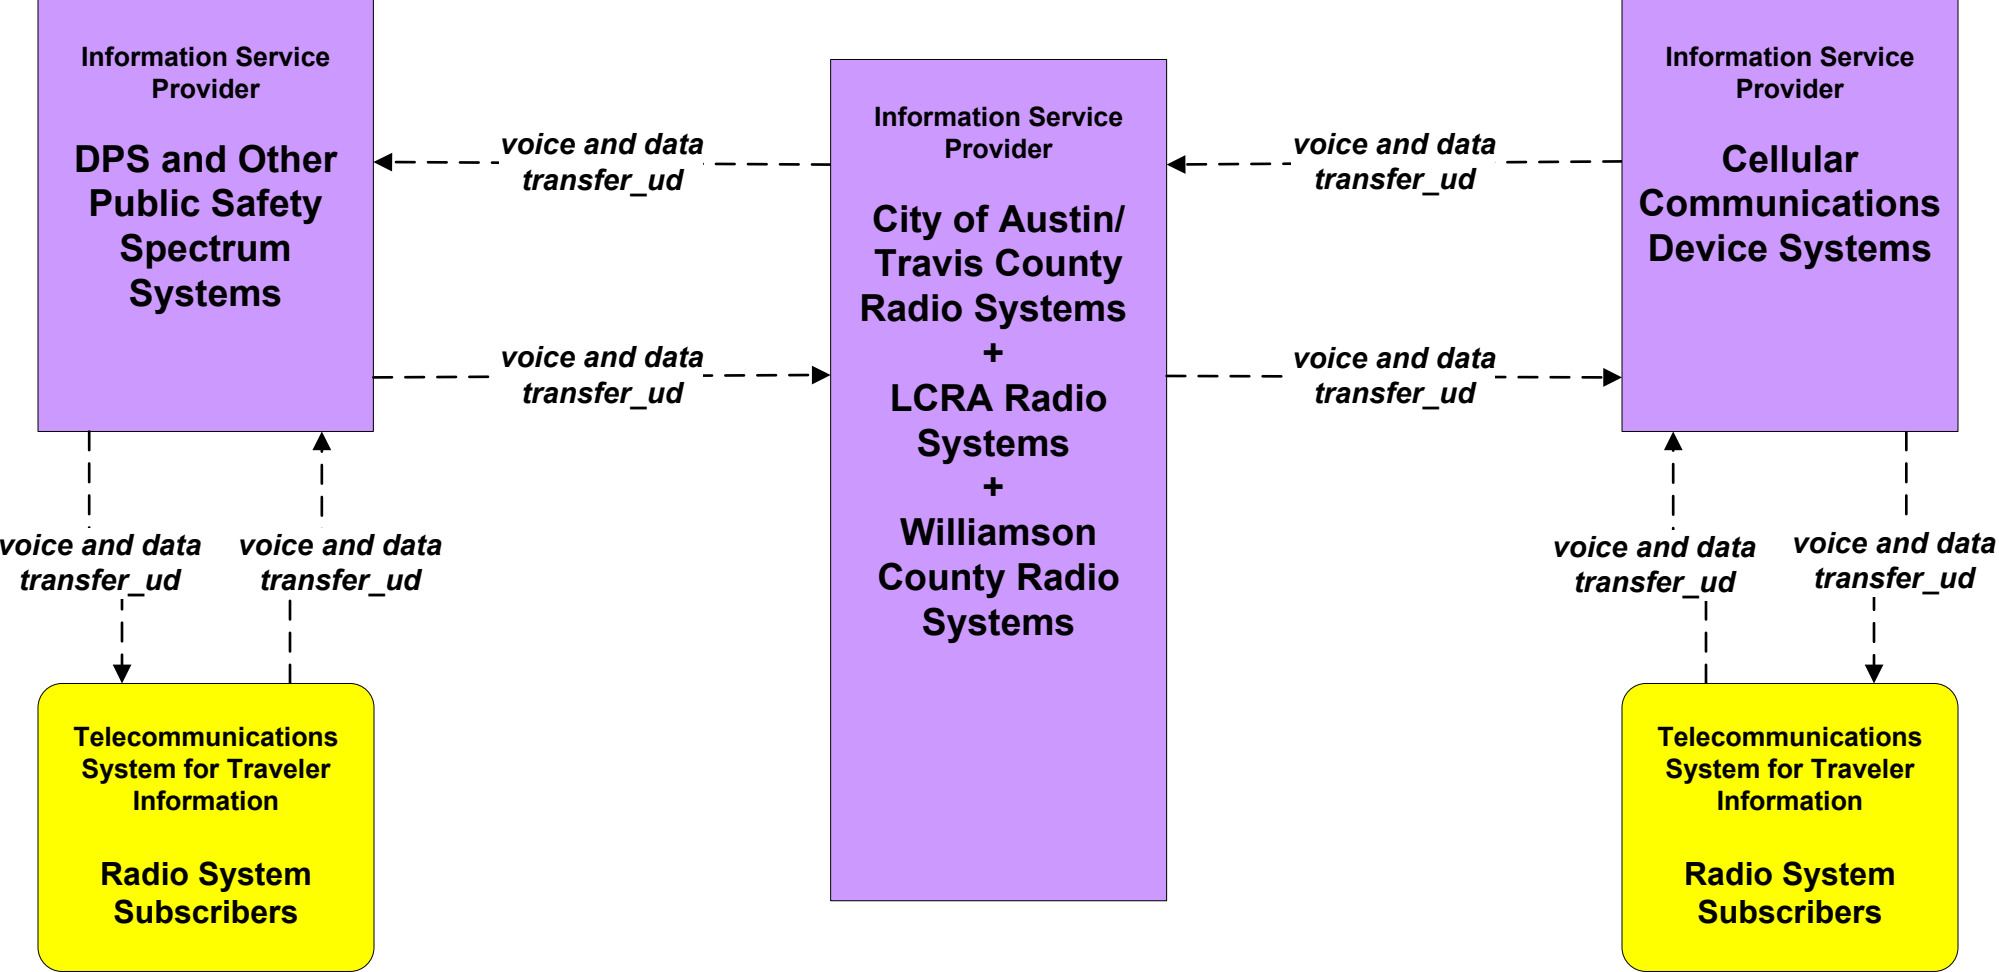 Information Service
Provider
DPS and Other
Public Safety
Spectrum
Systems
voice and data
transfer_ud
voice and data
transfer_ud
Information Service
Provider
City of Austin/
Travis County
Radio Systems
+
LCRA Radio
Systems
+
Williamson
County Radio
Systems
voice and data
transfer_ud
voice and data
transfer_ud
Information Service
Provider
Cellular
Communications
Device Systems
voice and data
transfer_ud
voice and data
transfer_ud
voice and data
transfer_ud
voice and data
transfer_ud
Telecommunications
System for Traveler
Information
Radio System
Subscribers
Telecommunications
System for Traveler
Information
Radio System
Subscribers